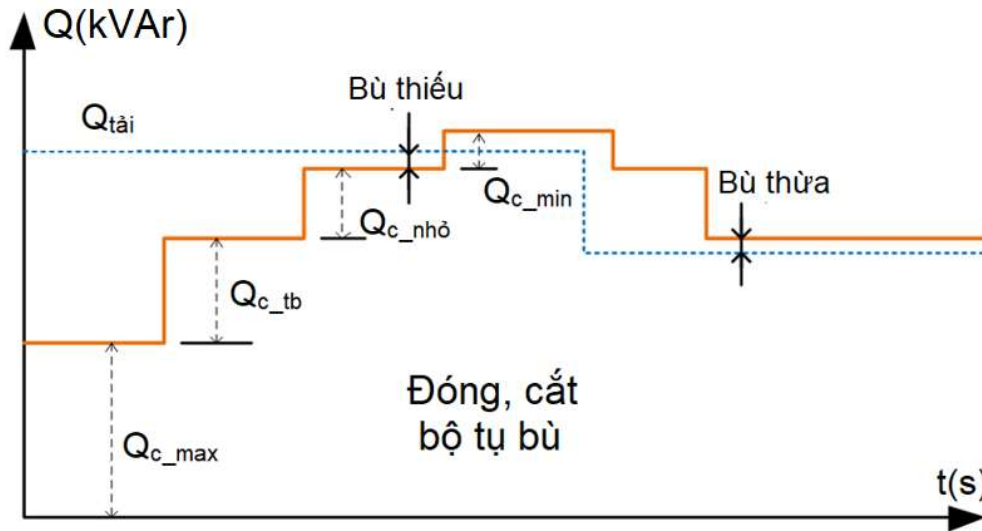 Q(kVAr)
Bù thiếu
Qtải
Qc_min
Bù thừa
Qc_nhỏ
Qc_tb
Đóng, cắt
bộ tụ bù
Qc_max
t(s)